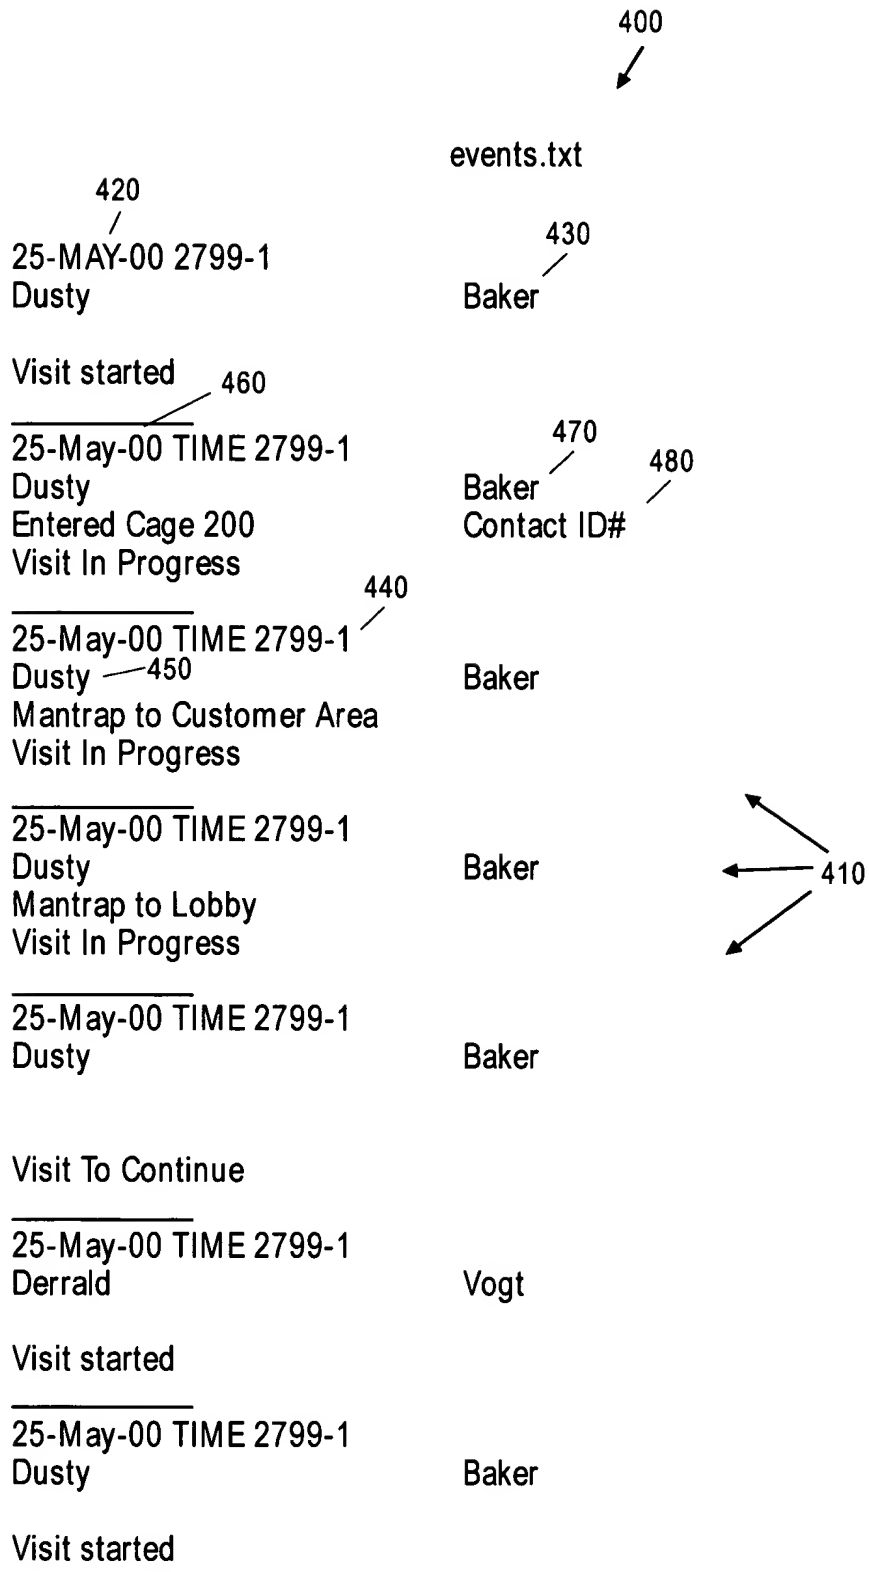 400
events.txt
420
25-MAY-00 2799-1
430
Dusty Baker
Visit started
460
25-May-00 TIME 2799-1
470
Dusty Baker
480
Entered Cage 200 Contact ID#
Visit In Progress
440
25-May-00 TIME 2799-1
Dusty 450 Baker
Mantrap to Customer Area
Visit In Progress
25-May-00 TIME 2799-1
Dusty Baker
410
Mantrap to Lobby
Visit In Progress
25-May-00 TIME 2799-1
Dusty Baker
Visit To Continue
25-May-00 TIME 2799-1
Derrald Vogt
Visit started
25-May-00 TIME 2799-1
Dusty Baker
Visit started